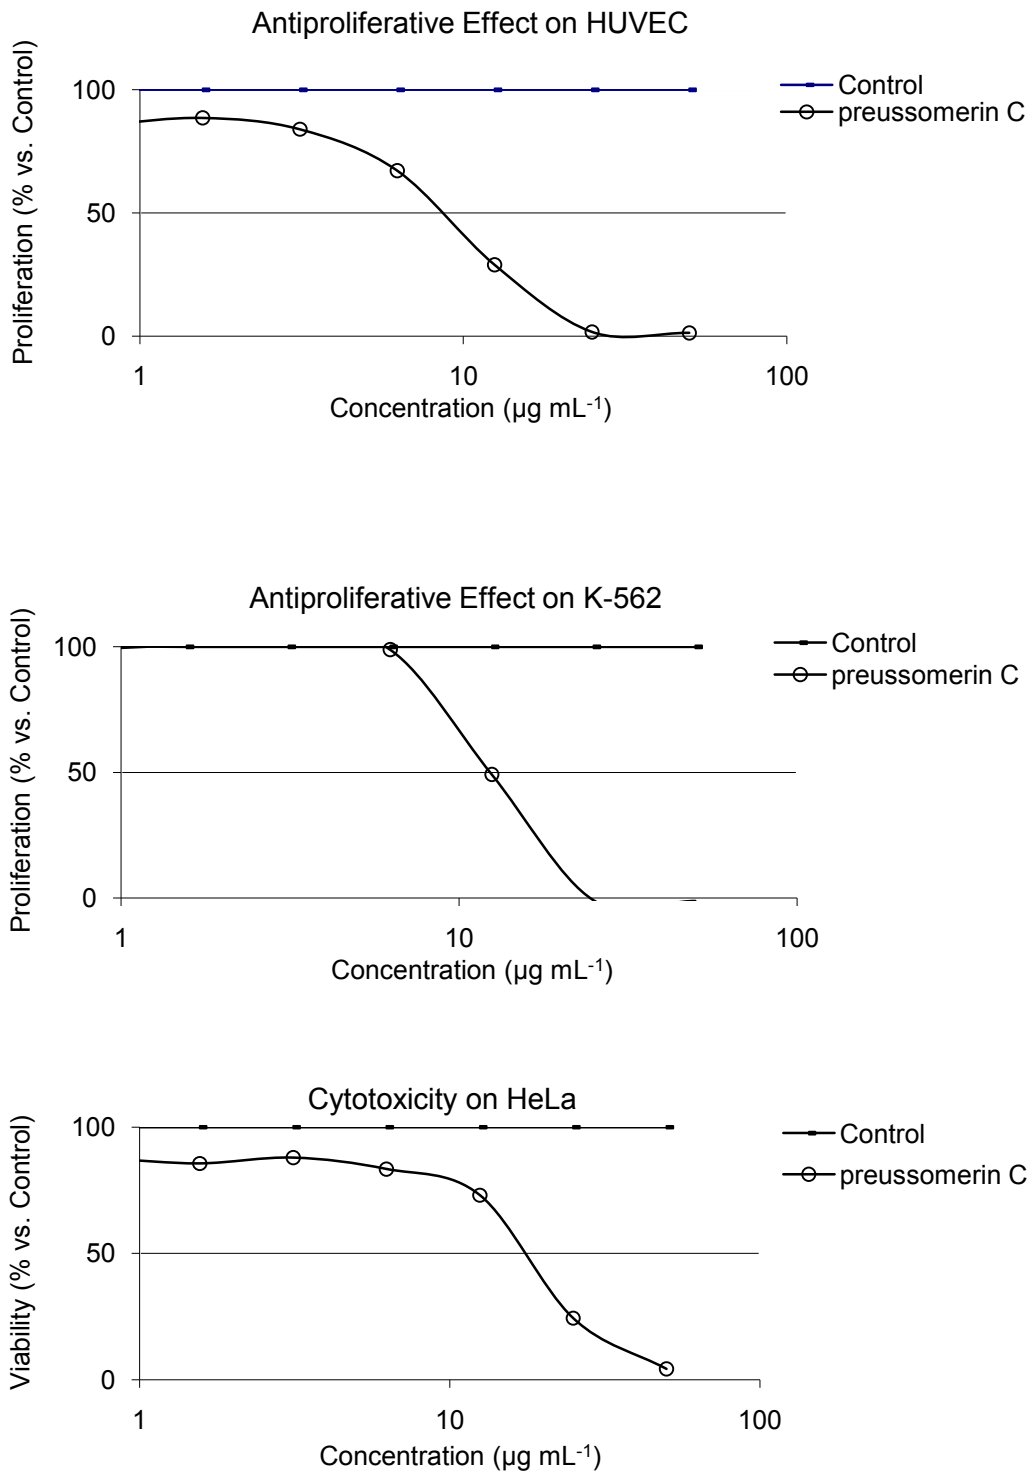 Antiproliferative Effect on HUVEC
Proliferation (% vs. Control)
100
50
0
1 10 100
Concentration (µg mL⁻¹)
Control
preussomerin C
Antiproliferative Effect on K-562
Proliferation (% vs. Control)
100
50
0
1 10 100
Concentration (µg mL⁻¹)
Control
preussomerin C
Cytotoxicity on HeLa
Viability (% vs. Control)
100
50
0
1 10 100
Concentration (µg mL⁻¹)
Control
preussomerin C